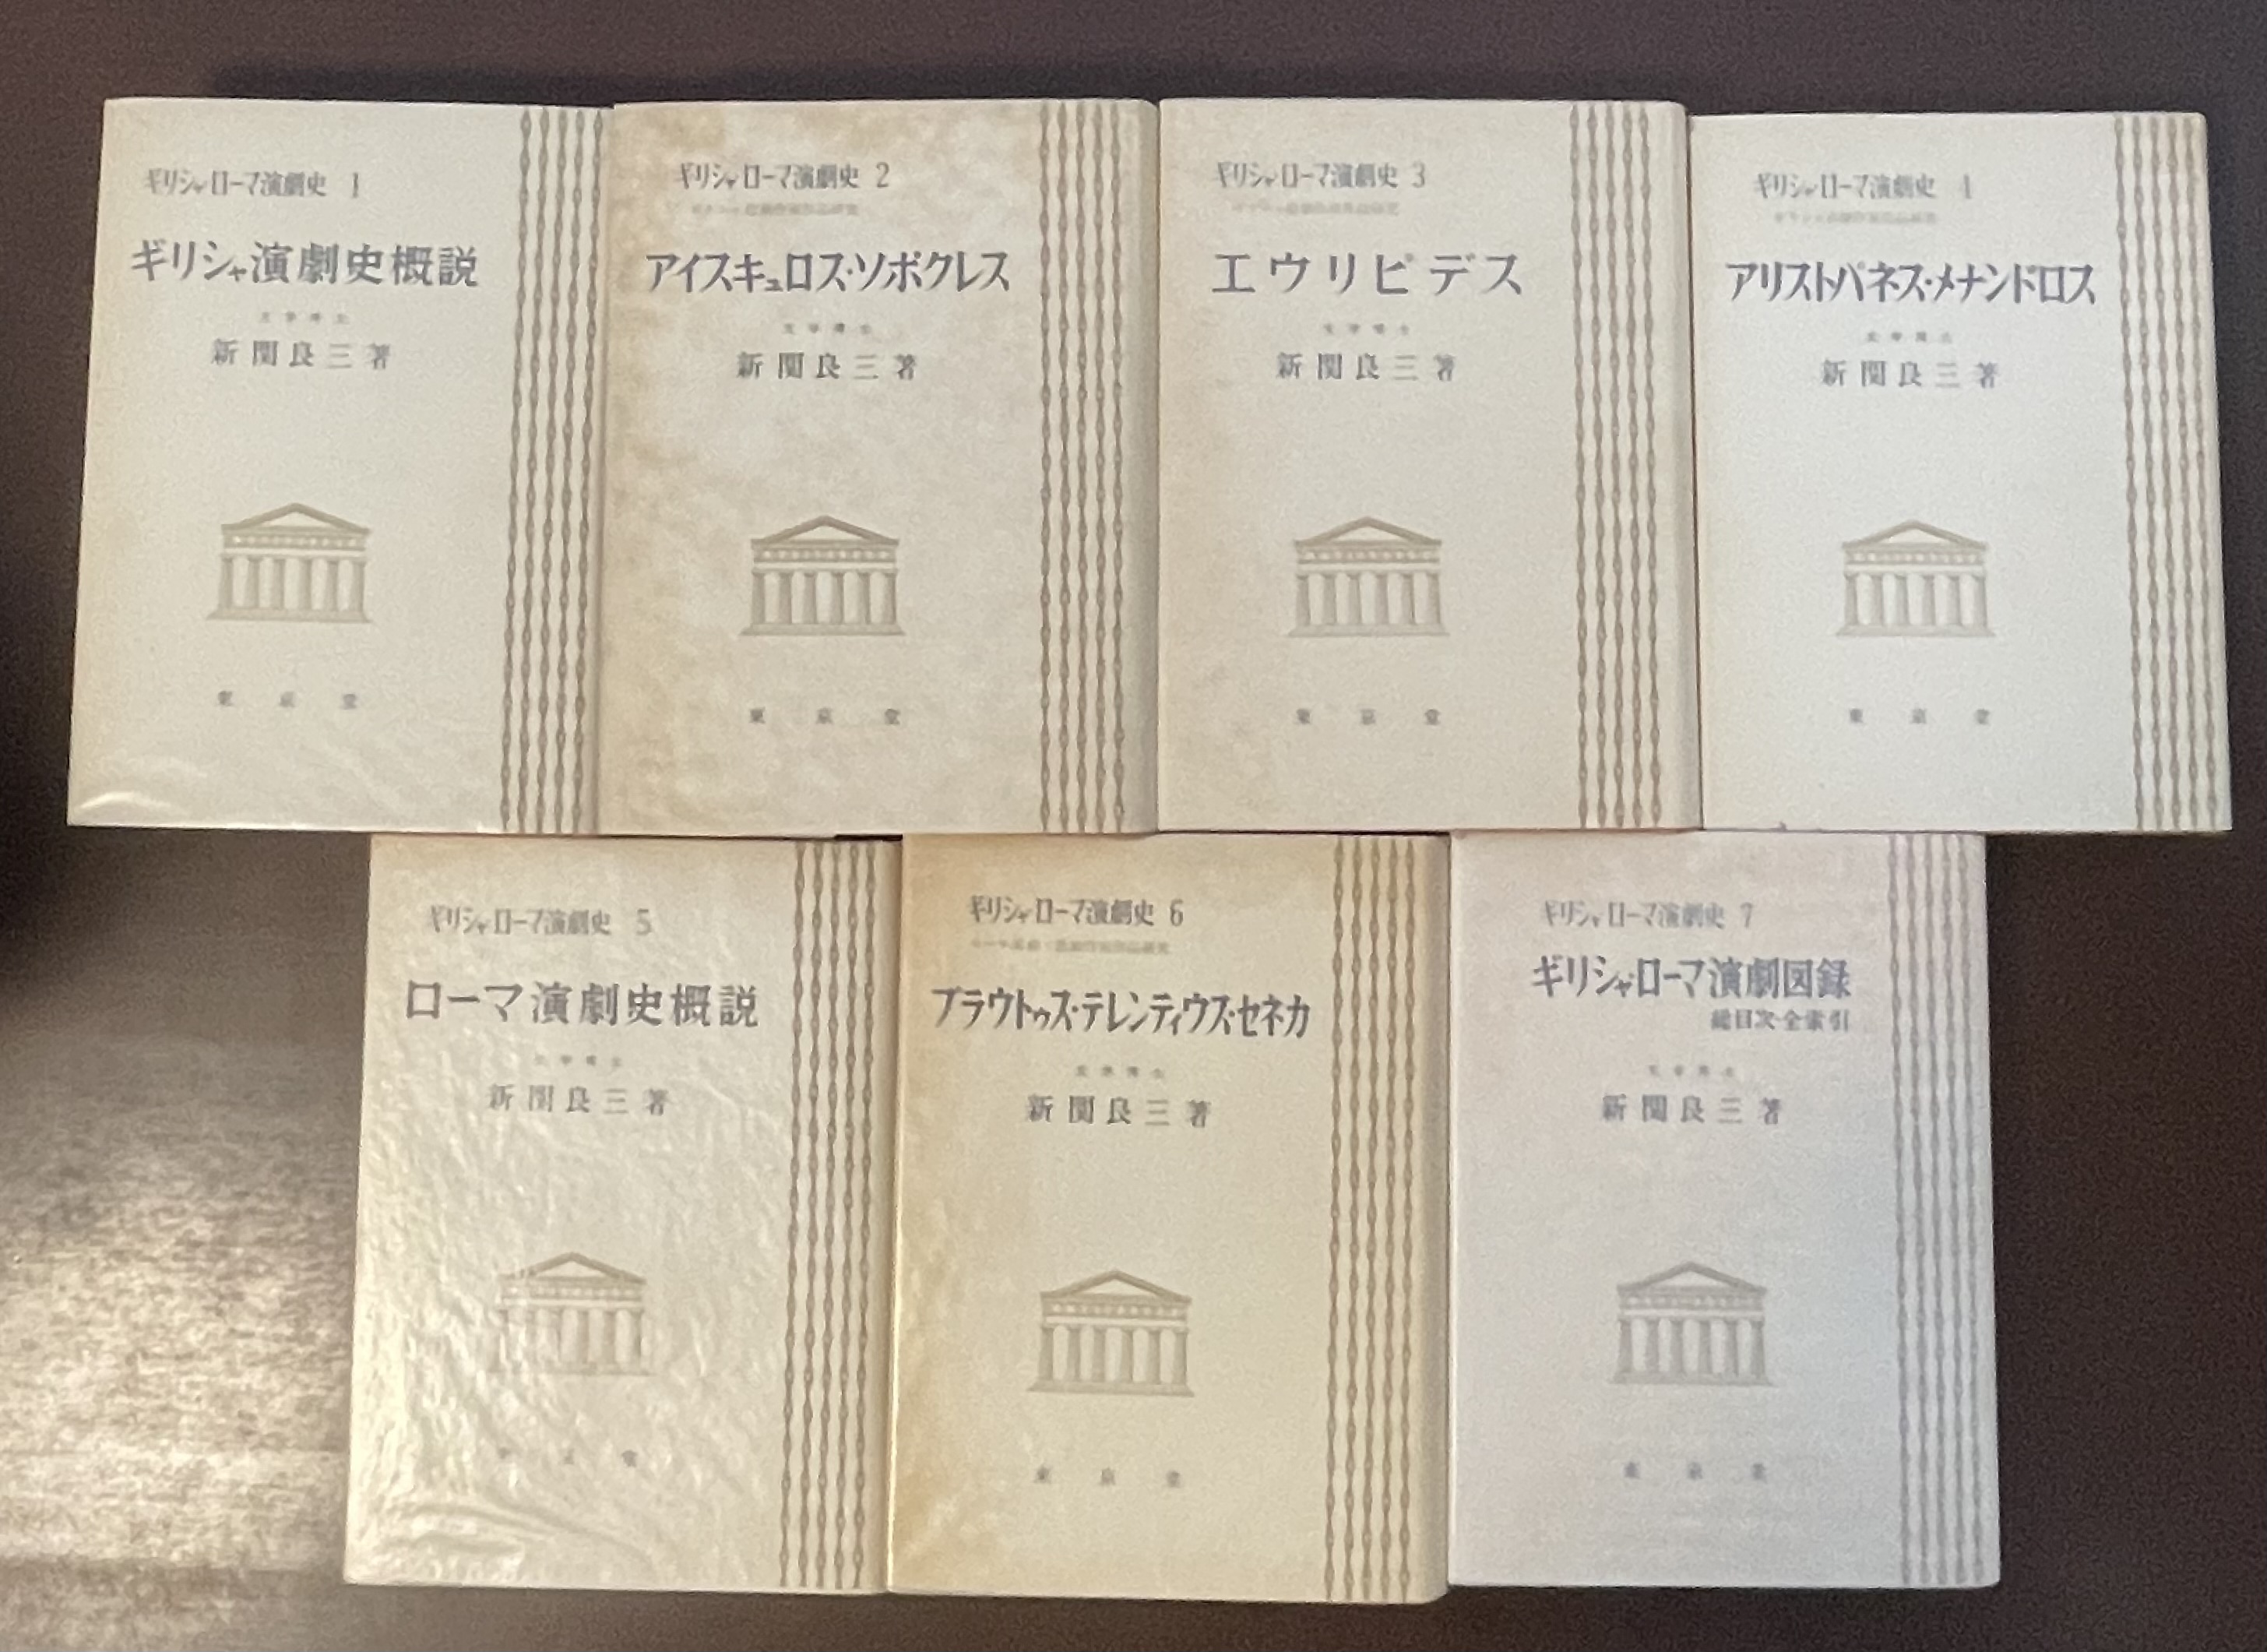 ギリシャローマ演劇史 1
ギリシャ演劇史概説
文学博士
新関良三著
東京堂
ギリシャローマ演劇史 2
アイスキュロス・ソポクレス
文学博士
新関良三著
東京堂
ギリシャローマ演劇史 3
エウリピデス
文学博士
新関良三著
東京堂
ギリシャローマ演劇史 4
アリストパネス・メナンドロス
文学博士
新関良三著
東京堂
ギリシャローマ演劇史 5
ローマ演劇史概説
文学博士
新関良三著
東京堂
ギリシャローマ演劇史 6
プラウトゥス・テレンティウス・セネカ
文学博士
新関良三著
東京堂
ギリシャローマ演劇史 7
ギリシャ・ローマ演劇図録
総目次・全索引
文学博士
新関良三著
東京堂